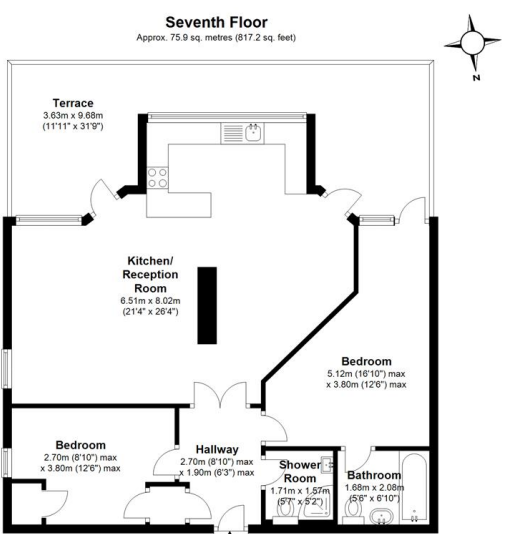 Seventh Floor
Approx. 75.9 sq. metres (817.2 sq. feet)
N
Terrace
3.63m x 9.68m
(11'11" x 31'9")
Kitchen/
Reception
Room
6.51m x 8.02m
(21'4" x 26'4")
Bedroom
5.12m (16'10") max
x 3.80m (12'6") max
Bedroom
2.70m (8'10") max
x 3.80m (12'6") max
Hallway
2.70m (8'10") max
x 1.90m (6'3") max
Shower
Room
1.71m x 1.57m
(5'7" x 5'2")
Bathroom
1.68m x 2.08m
(5'6" x 6'10")